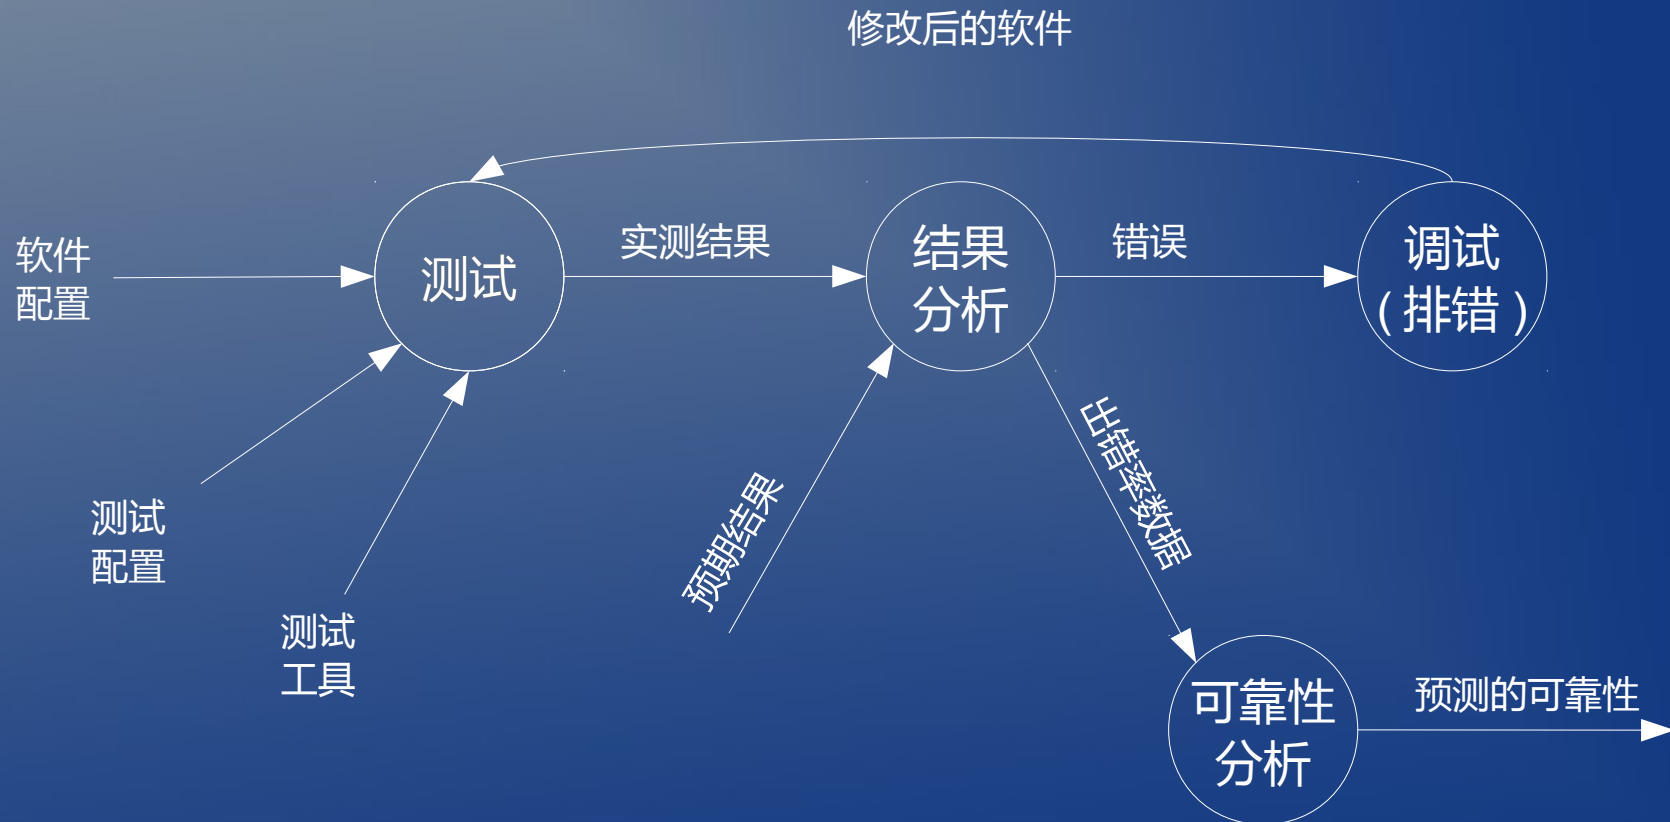 修改后的软件
软件
配置
测试
实测结果
结果
分析
错误
调试
(排错)
测试
配置
测试
工具
预期结果
出错率数据
可靠性
分析
预测的可靠性